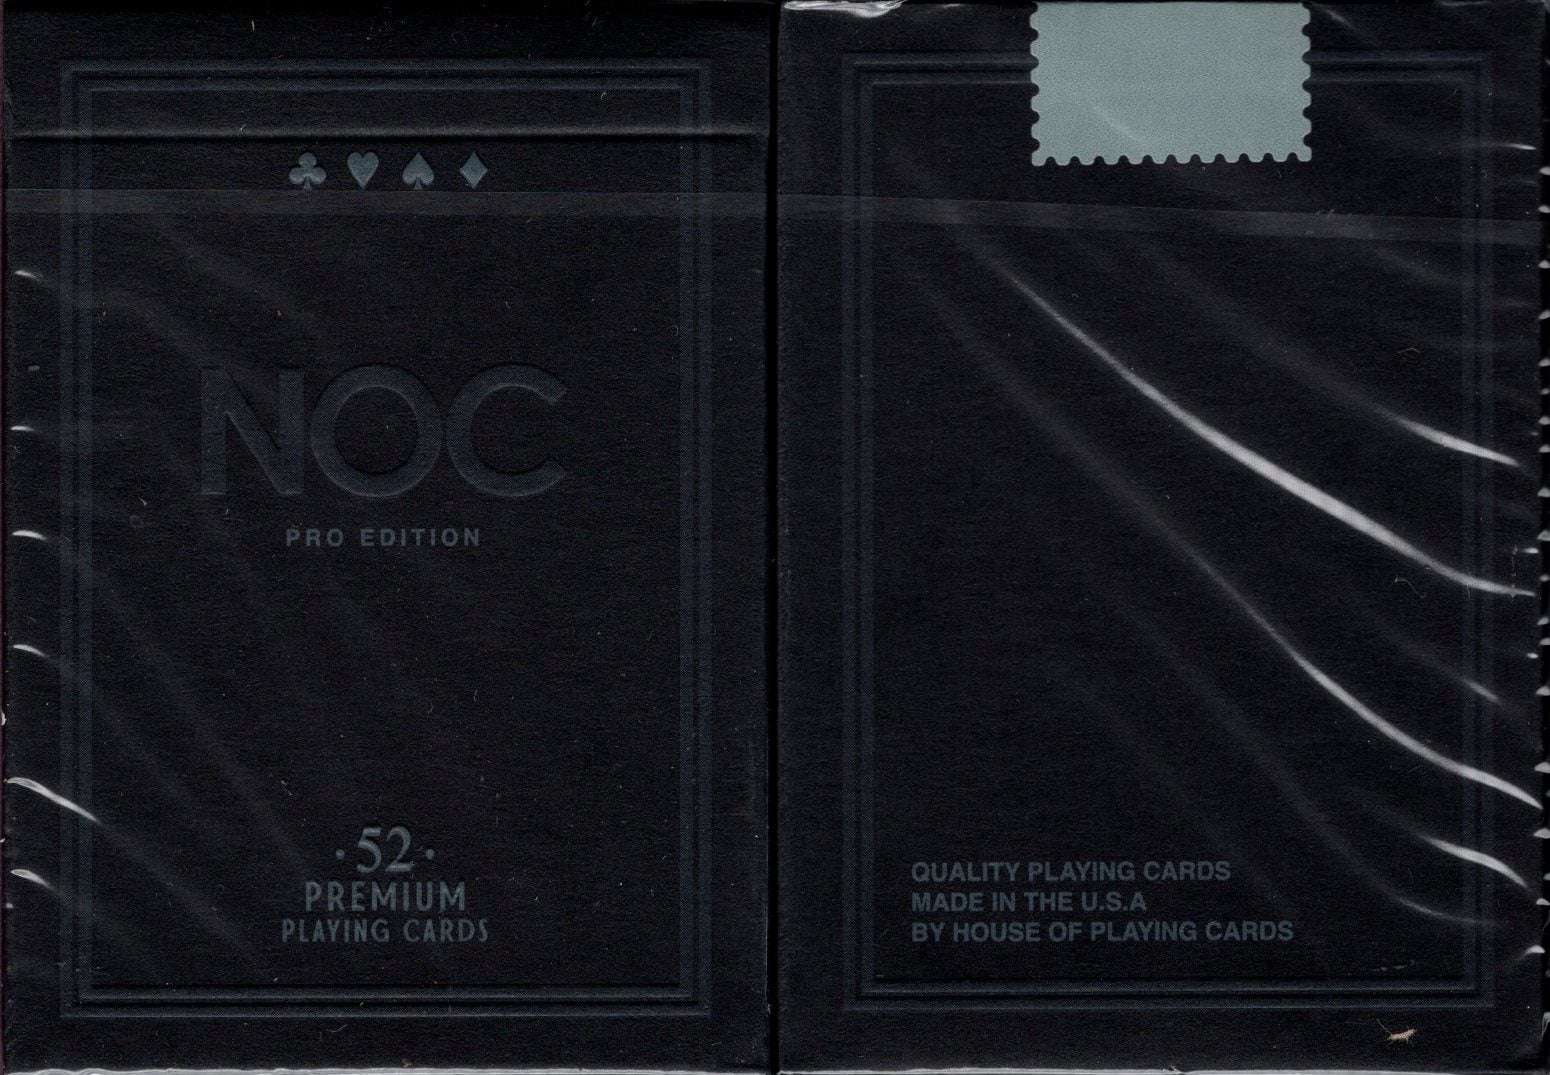 NOC
PRO EDITION
·52·
PREMIUM
PLAYING CARDS
QUALITY PLAYING CARDS
MADE IN THE U.S.A
BY HOUSE OF PLAYING CARDS